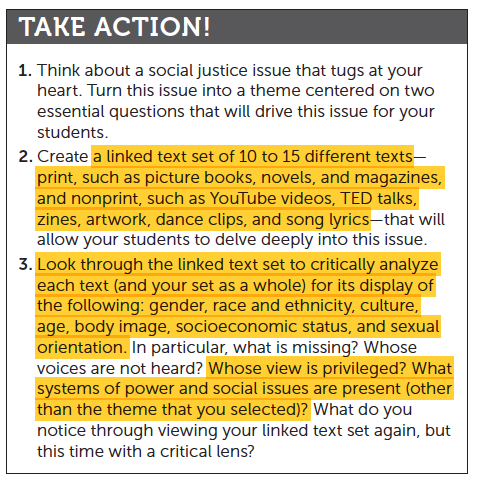 TAKE ACTION!
1. Think about a social justice issue that tugs at your
heart. Turn this issue into a theme centered on two
essential questions that will drive this issue for your
students.
2. Create a linked text set of 10 to 15 different texts—
print, such as picture books, novels, and magazines,
and nonprint, such as YouTube videos, TED talks,
zines, artwork, dance clips, and song lyrics—that will
allow your students to delve deeply into this issue.
3. Look through the linked text set to critically analyze
each text (and your set as a whole) for its display of
the following: gender, race and ethnicity, culture,
age, body image, socioeconomic status, and sexual
orientation. In particular, what is missing? Whose
voices are not heard? Whose view is privileged? What
systems of power and social issues are present (other
than the theme that you selected)? What do you
notice through viewing your linked text set again, but
this time with a critical lens?